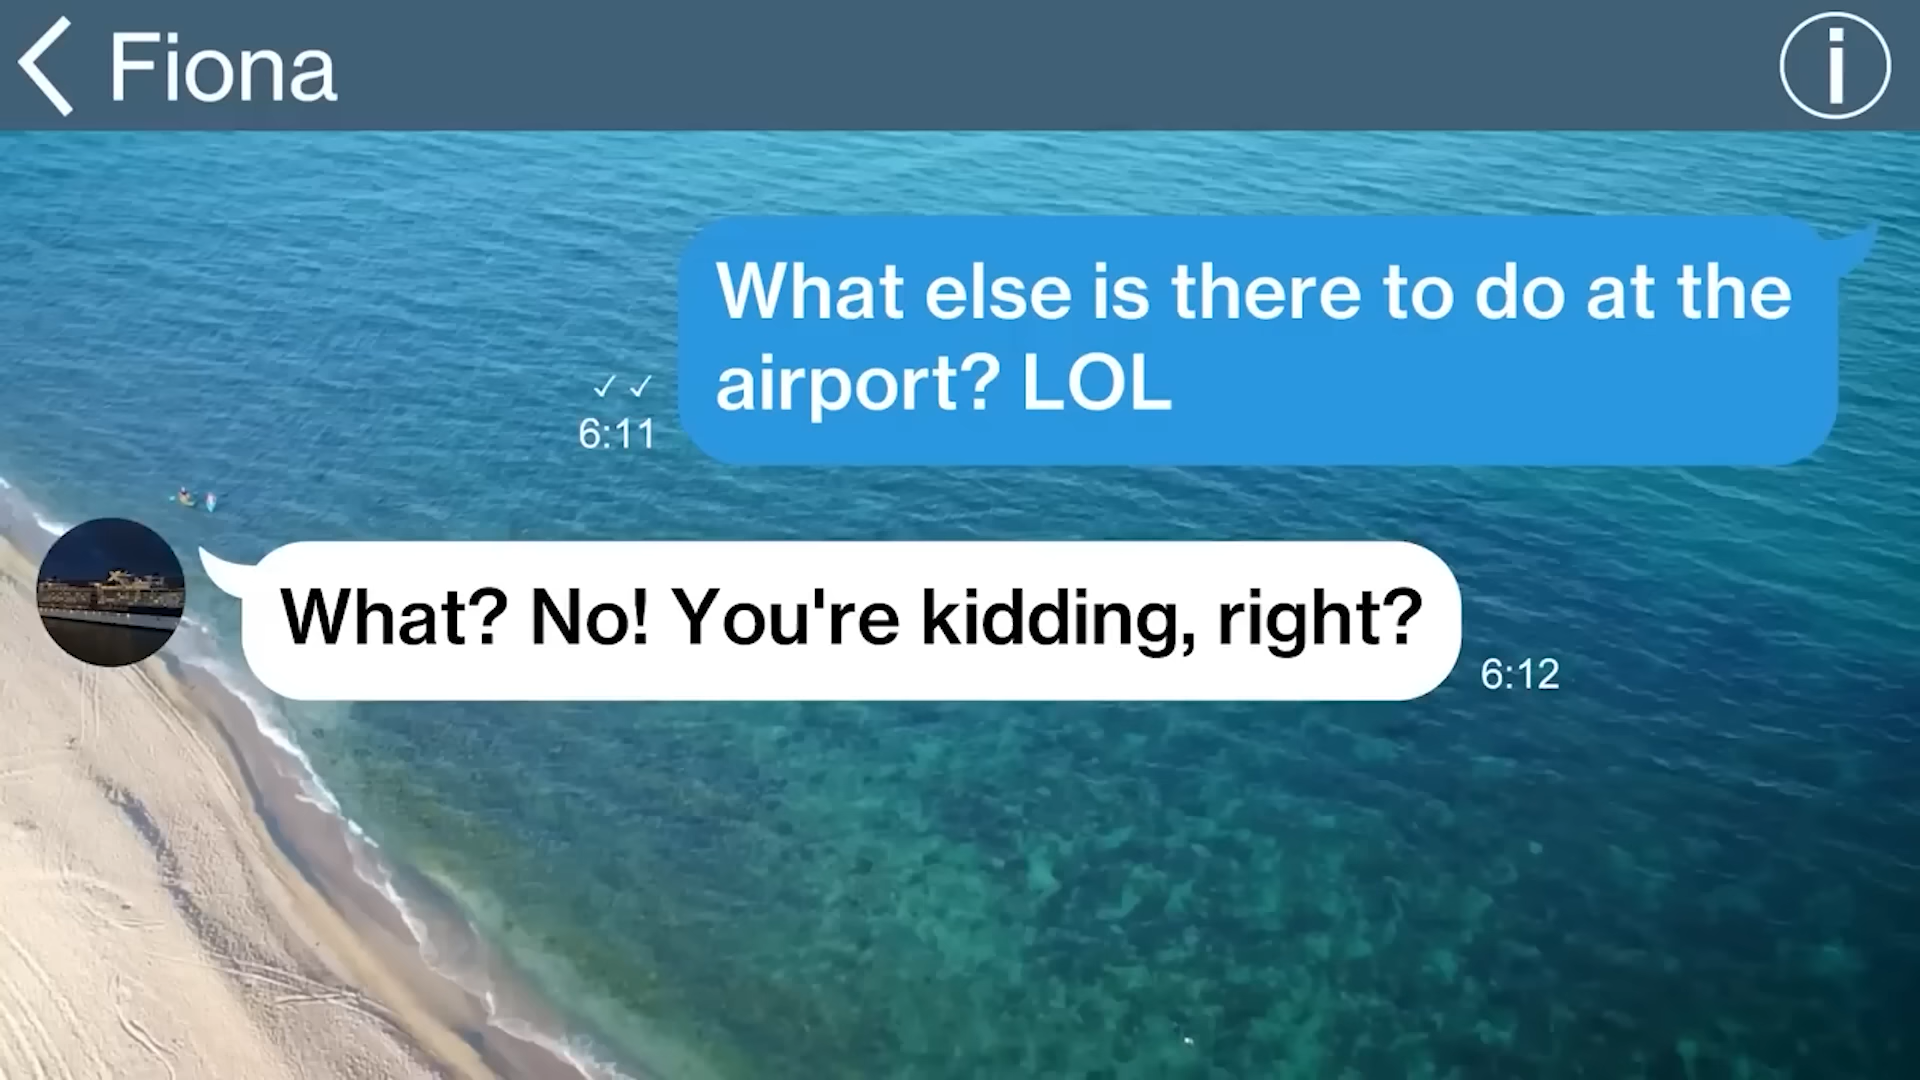 Fiona
What else is there to do at the
airport? LOL
6:11
What? No! You're kidding, right?
6:12